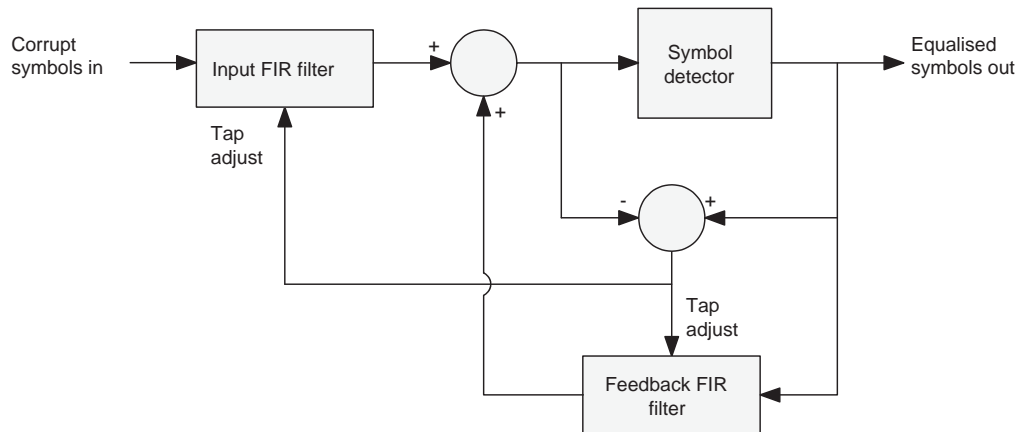 Corrupt
symbols in
Input FIR filter
+
+
Symbol
detector
Equalised
symbols out
Tap
adjust
-
+
Tap
adjust
Feedback FIR
filter